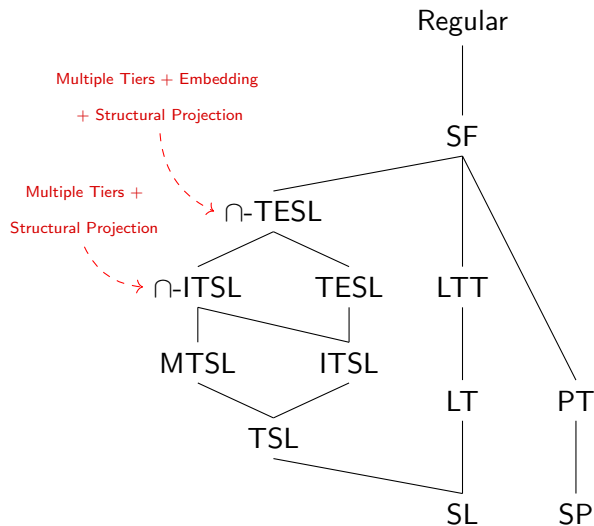 Regular
Multiple Tiers + Embedding
+ Structural Projection
SF
Multiple Tiers +
Structural Projection
∩-TESL
∩-ITSL TESL LTT
MTSL ITSL
LT PT
TSL
SL SP